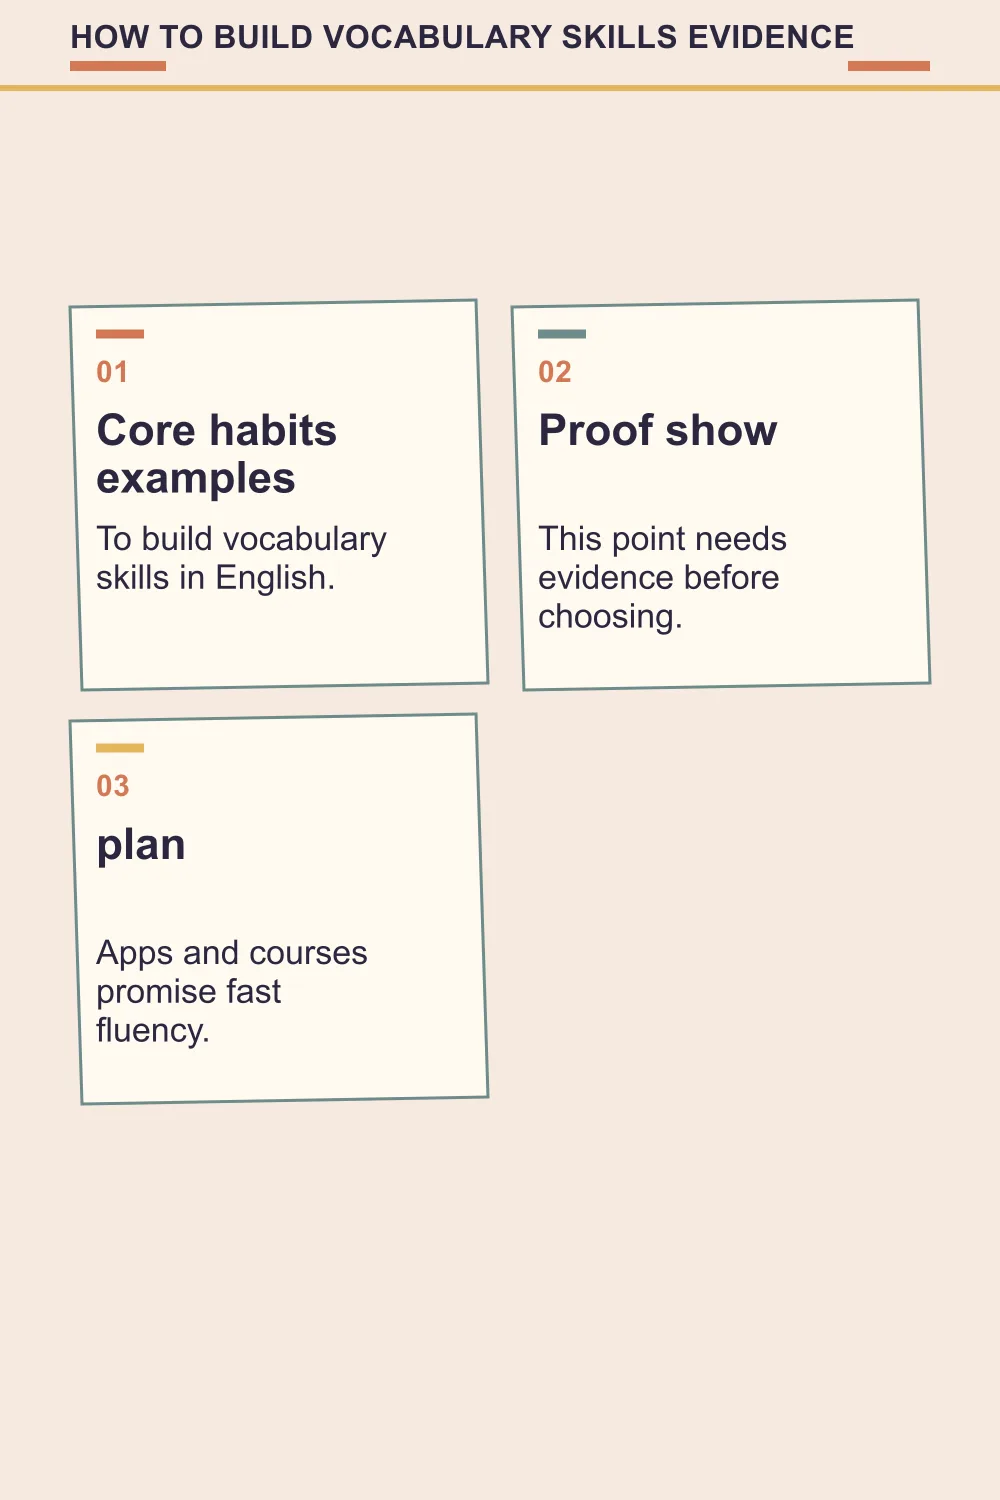 HOW TO BUILD VOCABULARY SKILLS EVIDENCE
01
Core habits
examples
To build vocabulary
skills in English.
02
Proof show
This point needs
evidence before
choosing.
03
plan
Apps and courses
promise fast
fluency.